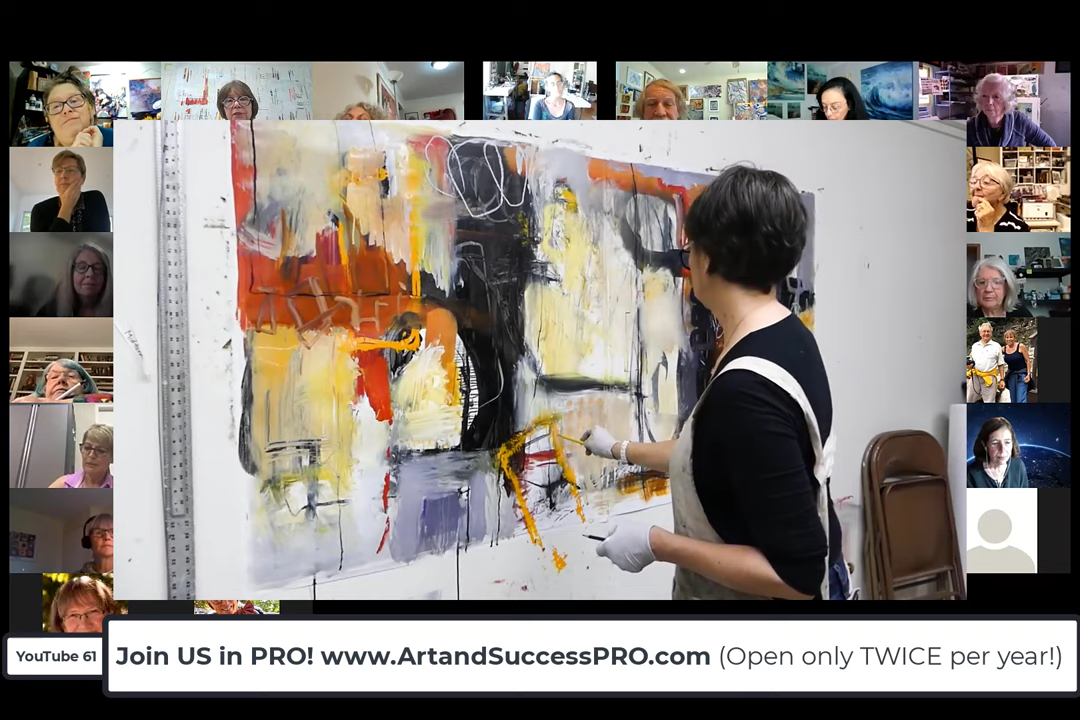 YouTube 61
Join US in PRO! www.ArtandSuccessPRO.com (Open only TWICE per year!)